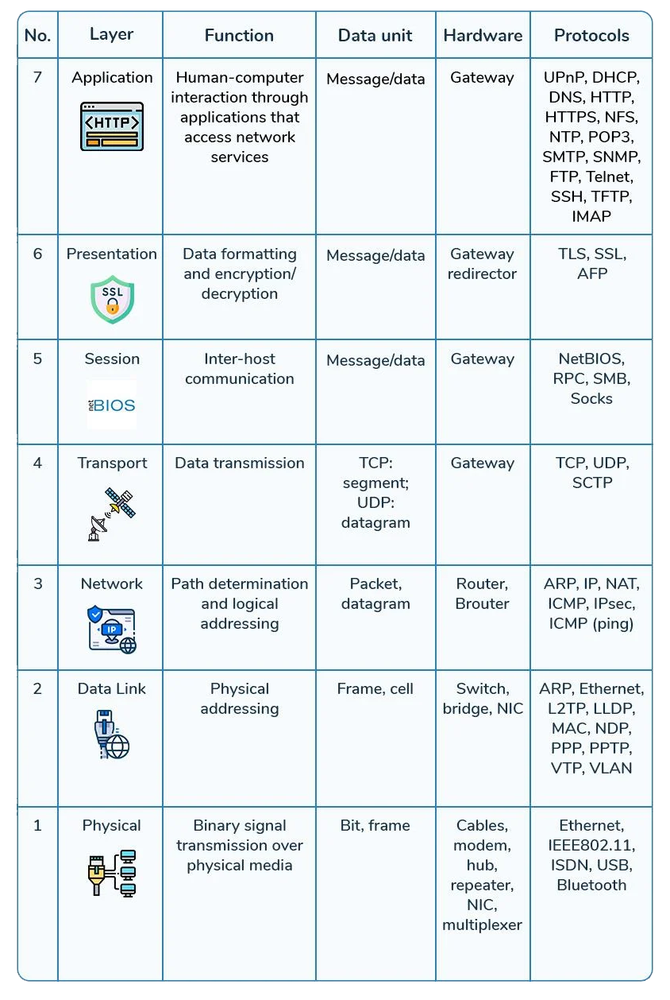 No. Layer Function Data unit Hardware Protocols
7 Application Human-computer Message/data Gateway UPnP, DHCP,
interaction through DNS, HTTP,
<HTTP> applications that HTTPS, NFS,
access network NTP, POP3,
services SMTP, SNMP,
FTP, Telnet,
SSH, TFTP,
IMAP
6 Presentation Data formatting Message/data Gateway TLS, SSL,
and encryption/ redirector AFP
SSL decryption
5 Session Inter-host Message/data Gateway NetBIOS,
communication RPC, SMB,
netBIOS Socks
4 Transport Data transmission TCP: Gateway TCP, UDP,
segment; SCTP
UDP:
datagram
3 Network Path determination Packet, Router, ARP, IP, NAT,
and logical datagram Brouter ICMP, IPsec,
IP addressing ICMP (ping)
2 Data Link Physical Frame, cell Switch, ARP, Ethernet,
addressing bridge, NIC L2TP, LLDP,
MAC, NDP,
PPP, PPTP,
VTP, VLAN
1 Physical Binary signal Bit, frame Cables, Ethernet,
transmission over modem, IEEE802.11,
physical media hub, ISDN, USB,
repeater, Bluetooth
NIC,
multiplexer